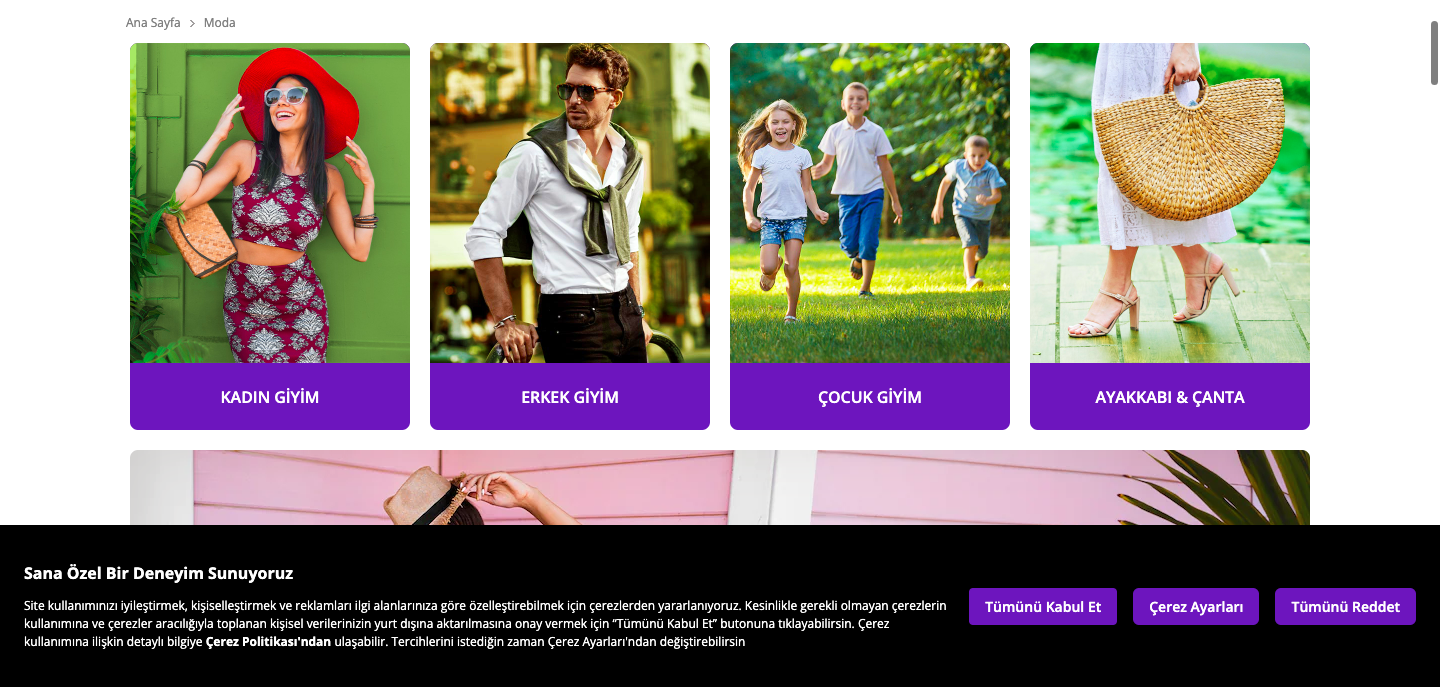 Ana Sayfa > Moda
KADIN GİYİM
ERKEK GİYİM
ÇOCUK GİYİM
AYAKKABI & ÇANTA
Sana Özel Bir Deneyim Sunuyoruz
Site kullanımınızı iyileştirmek, kişiselleştirmek ve reklamları ilgi alanlarınıza göre özelleştirebilmek için çerezlerden yararlanıyoruz. Kesinlikle gerekli olmayan çerezlerin
kullanımına ve çerezler aracılığıyla toplanan kişisel verilerinizin yurt dışına aktarılmasına onay vermek için “Tümünü Kabul Et” butonuna tıklayabilirsin. Çerez
kullanımına ilişkin detaylı bilgiye Çerez Politikası'ndan ulaşabilir. Tercihlerini istediğin zaman Çerez Ayarları'ndan değiştirebilirsin
Tümünü Kabul Et
Çerez Ayarları
Tümünü Reddet